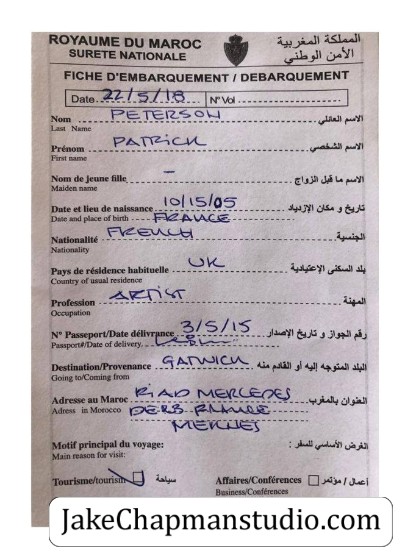 ROYAUME DU MAROC المملكة المغربية
SURETE NATIONALE الأمن الوطني
FICHE D'EMBARQUEMENT / DEBARQUEMENT
Date 22/5/18 N° Vol
Nom PETERSON الاسم العائلي
Last Name
Prénom PATRICK الاسم الشخصي
First name
Nom de jeune fille – الاسم ما قبل الزواج
Maiden name
Date et lieu de naissance 10/15/05 تاريخ و مكان الإزدياد
Date and place of birth FRANCE
Nationalité FRENCH الجنسية
Nationality
Pays de résidence habituelle UK بلد السكنى الإعتيادية
Country of usual residence
Profession ARTIST المهنة
Occupation
N° Passeport/Date délivrance 3/5/15 رقم الجواز و تاريخ الإصدار
Passport#/Date of delivery
Destination/Provenance GATWICK البلد المتوجه إليه أو القادم منه
Going to/Coming from
Adresse au Maroc RIAD MERCEDES العنوان بالمغرب
Adress in Morocco DERB
Motif principal du voyage: الغرض الأساسي للسفر :
Main reason for visit:
Tourisme/tourism سياحة Affaires/Conférences أعمال / مؤتمر
Business/Conférences
JakeChapmanstudio.com